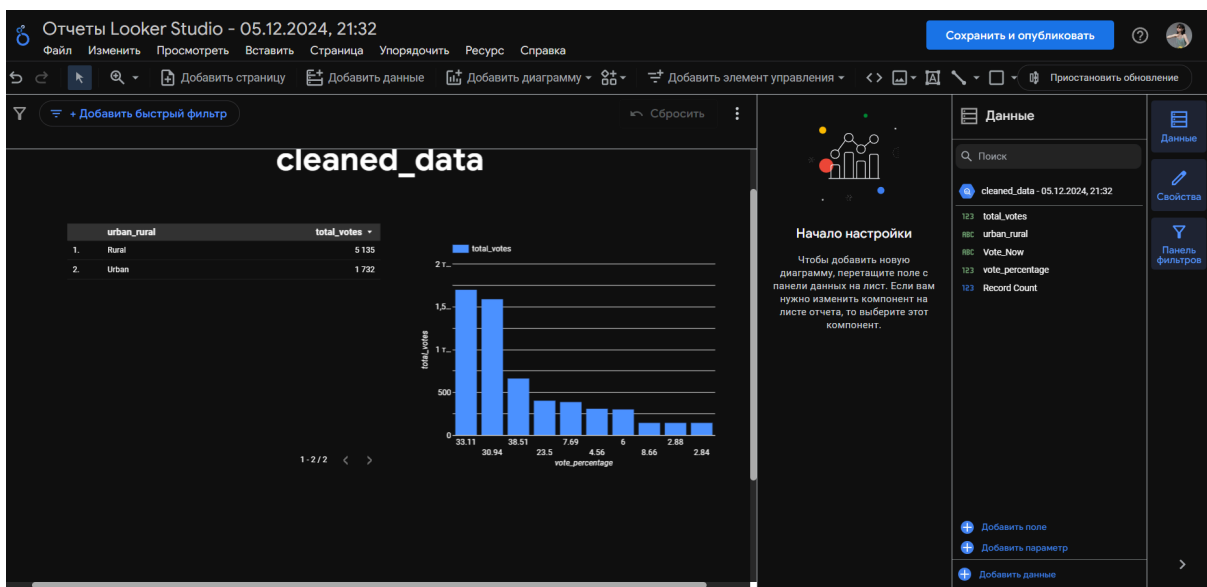 Отчеты Looker Studio - 05.12.2024, 21:32
Файл Изменить Просмотреть Вставить Страница Упорядочить Ресурс Справка
Сохранить и опубликовать
Добавить страницу Добавить данные Добавить диаграмму Добавить элемент управления Приостановить обновление
+ Добавить быстрый фильтр Сбросить
cleaned_data
urban_rural total_votes
1. Rural 5 135
2. Urban 1 732
1 - 2 / 2
total_votes
2 т...
1,5...
1 т...
500
0
total_votes
33.11 38.51 7.69 6 2.88
30.94 23.5 4.56 8.66 2.84
vote_percentage
Начало настройки
Чтобы добавить новую
диаграмму, перетащите поле с
панели данных на лист. Если вам
нужно изменить компонент на
листе отчета, то выберите этот
компонент.
Данные
Поиск
cleaned_data - 05.12.2024, 21:32
123 total_votes
ABC urban_rural
ABC Vote_Now
123 vote_percentage
123 Record Count
Добавить поле
Добавить параметр
Добавить данные
Данные
Свойства
Панель
фильтров